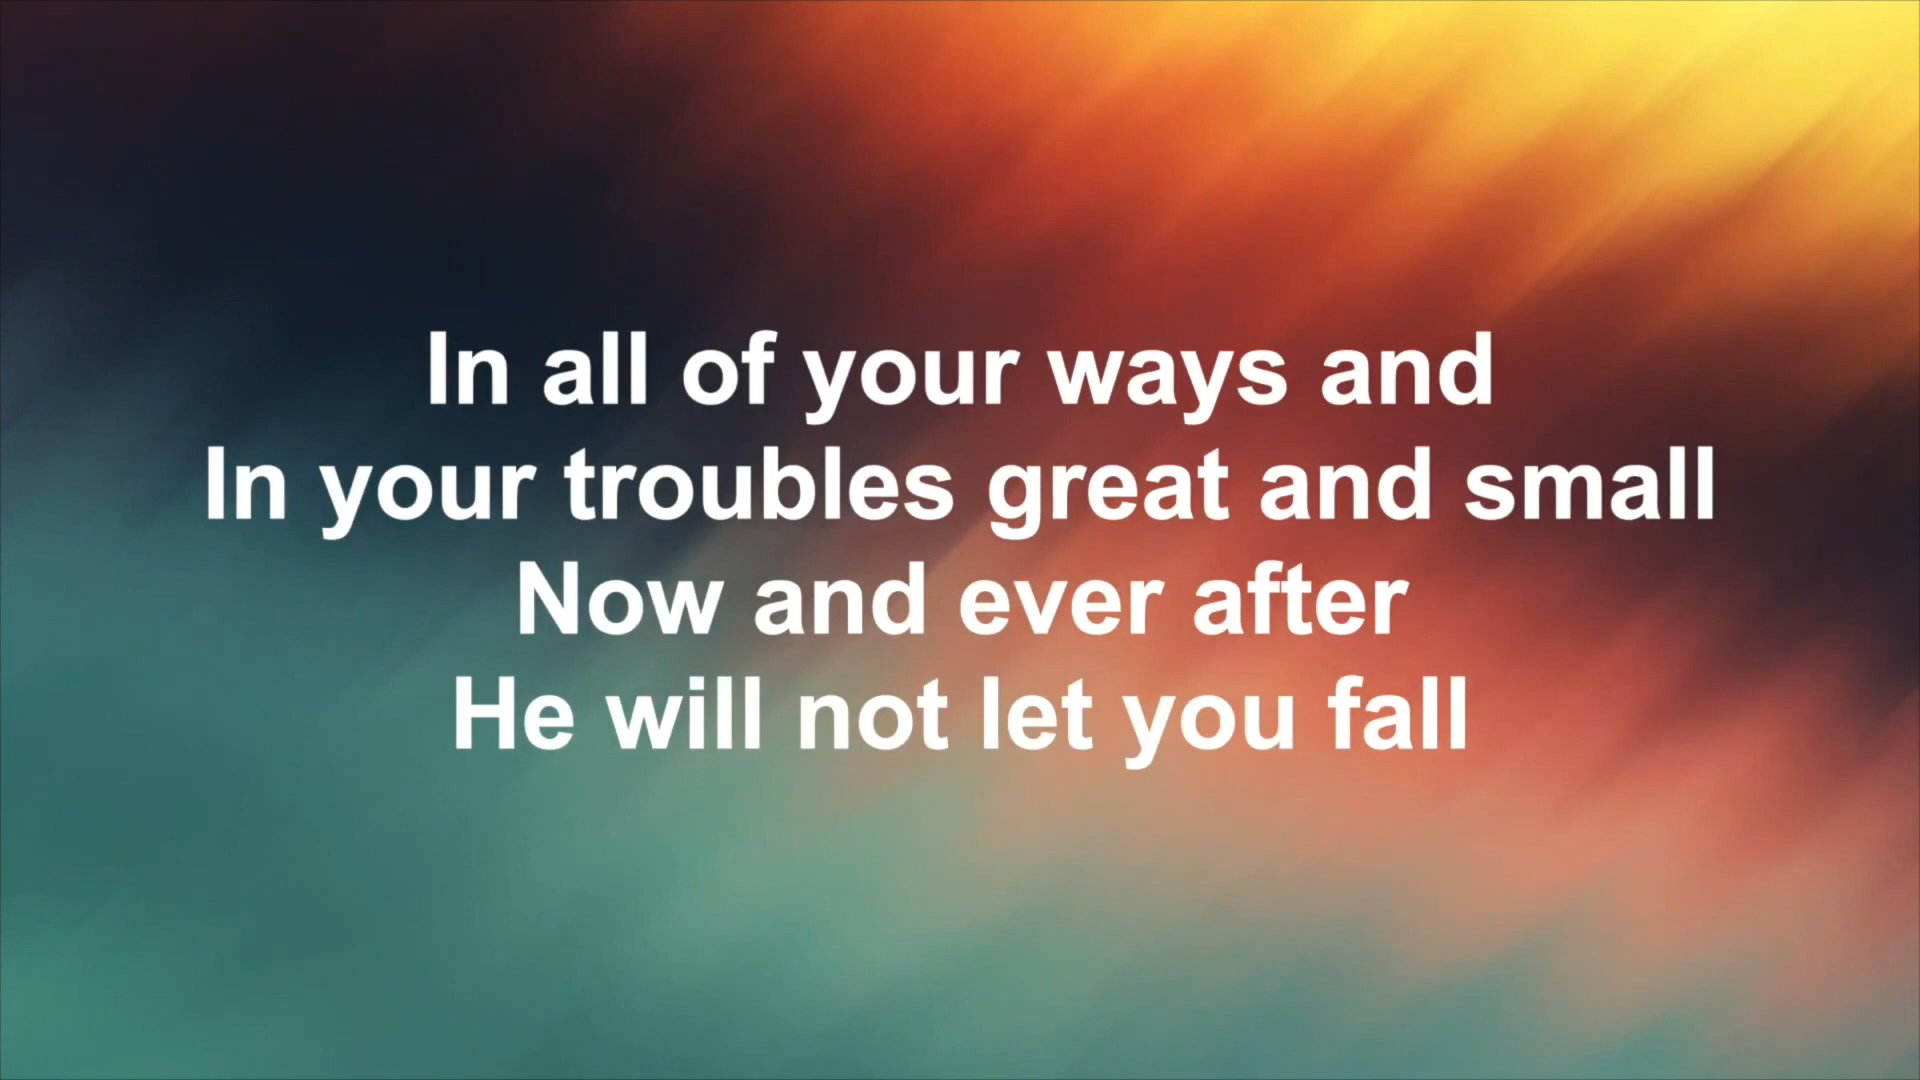 In all of your ways and
In your troubles great and small
Now and ever after
He will not let you fall